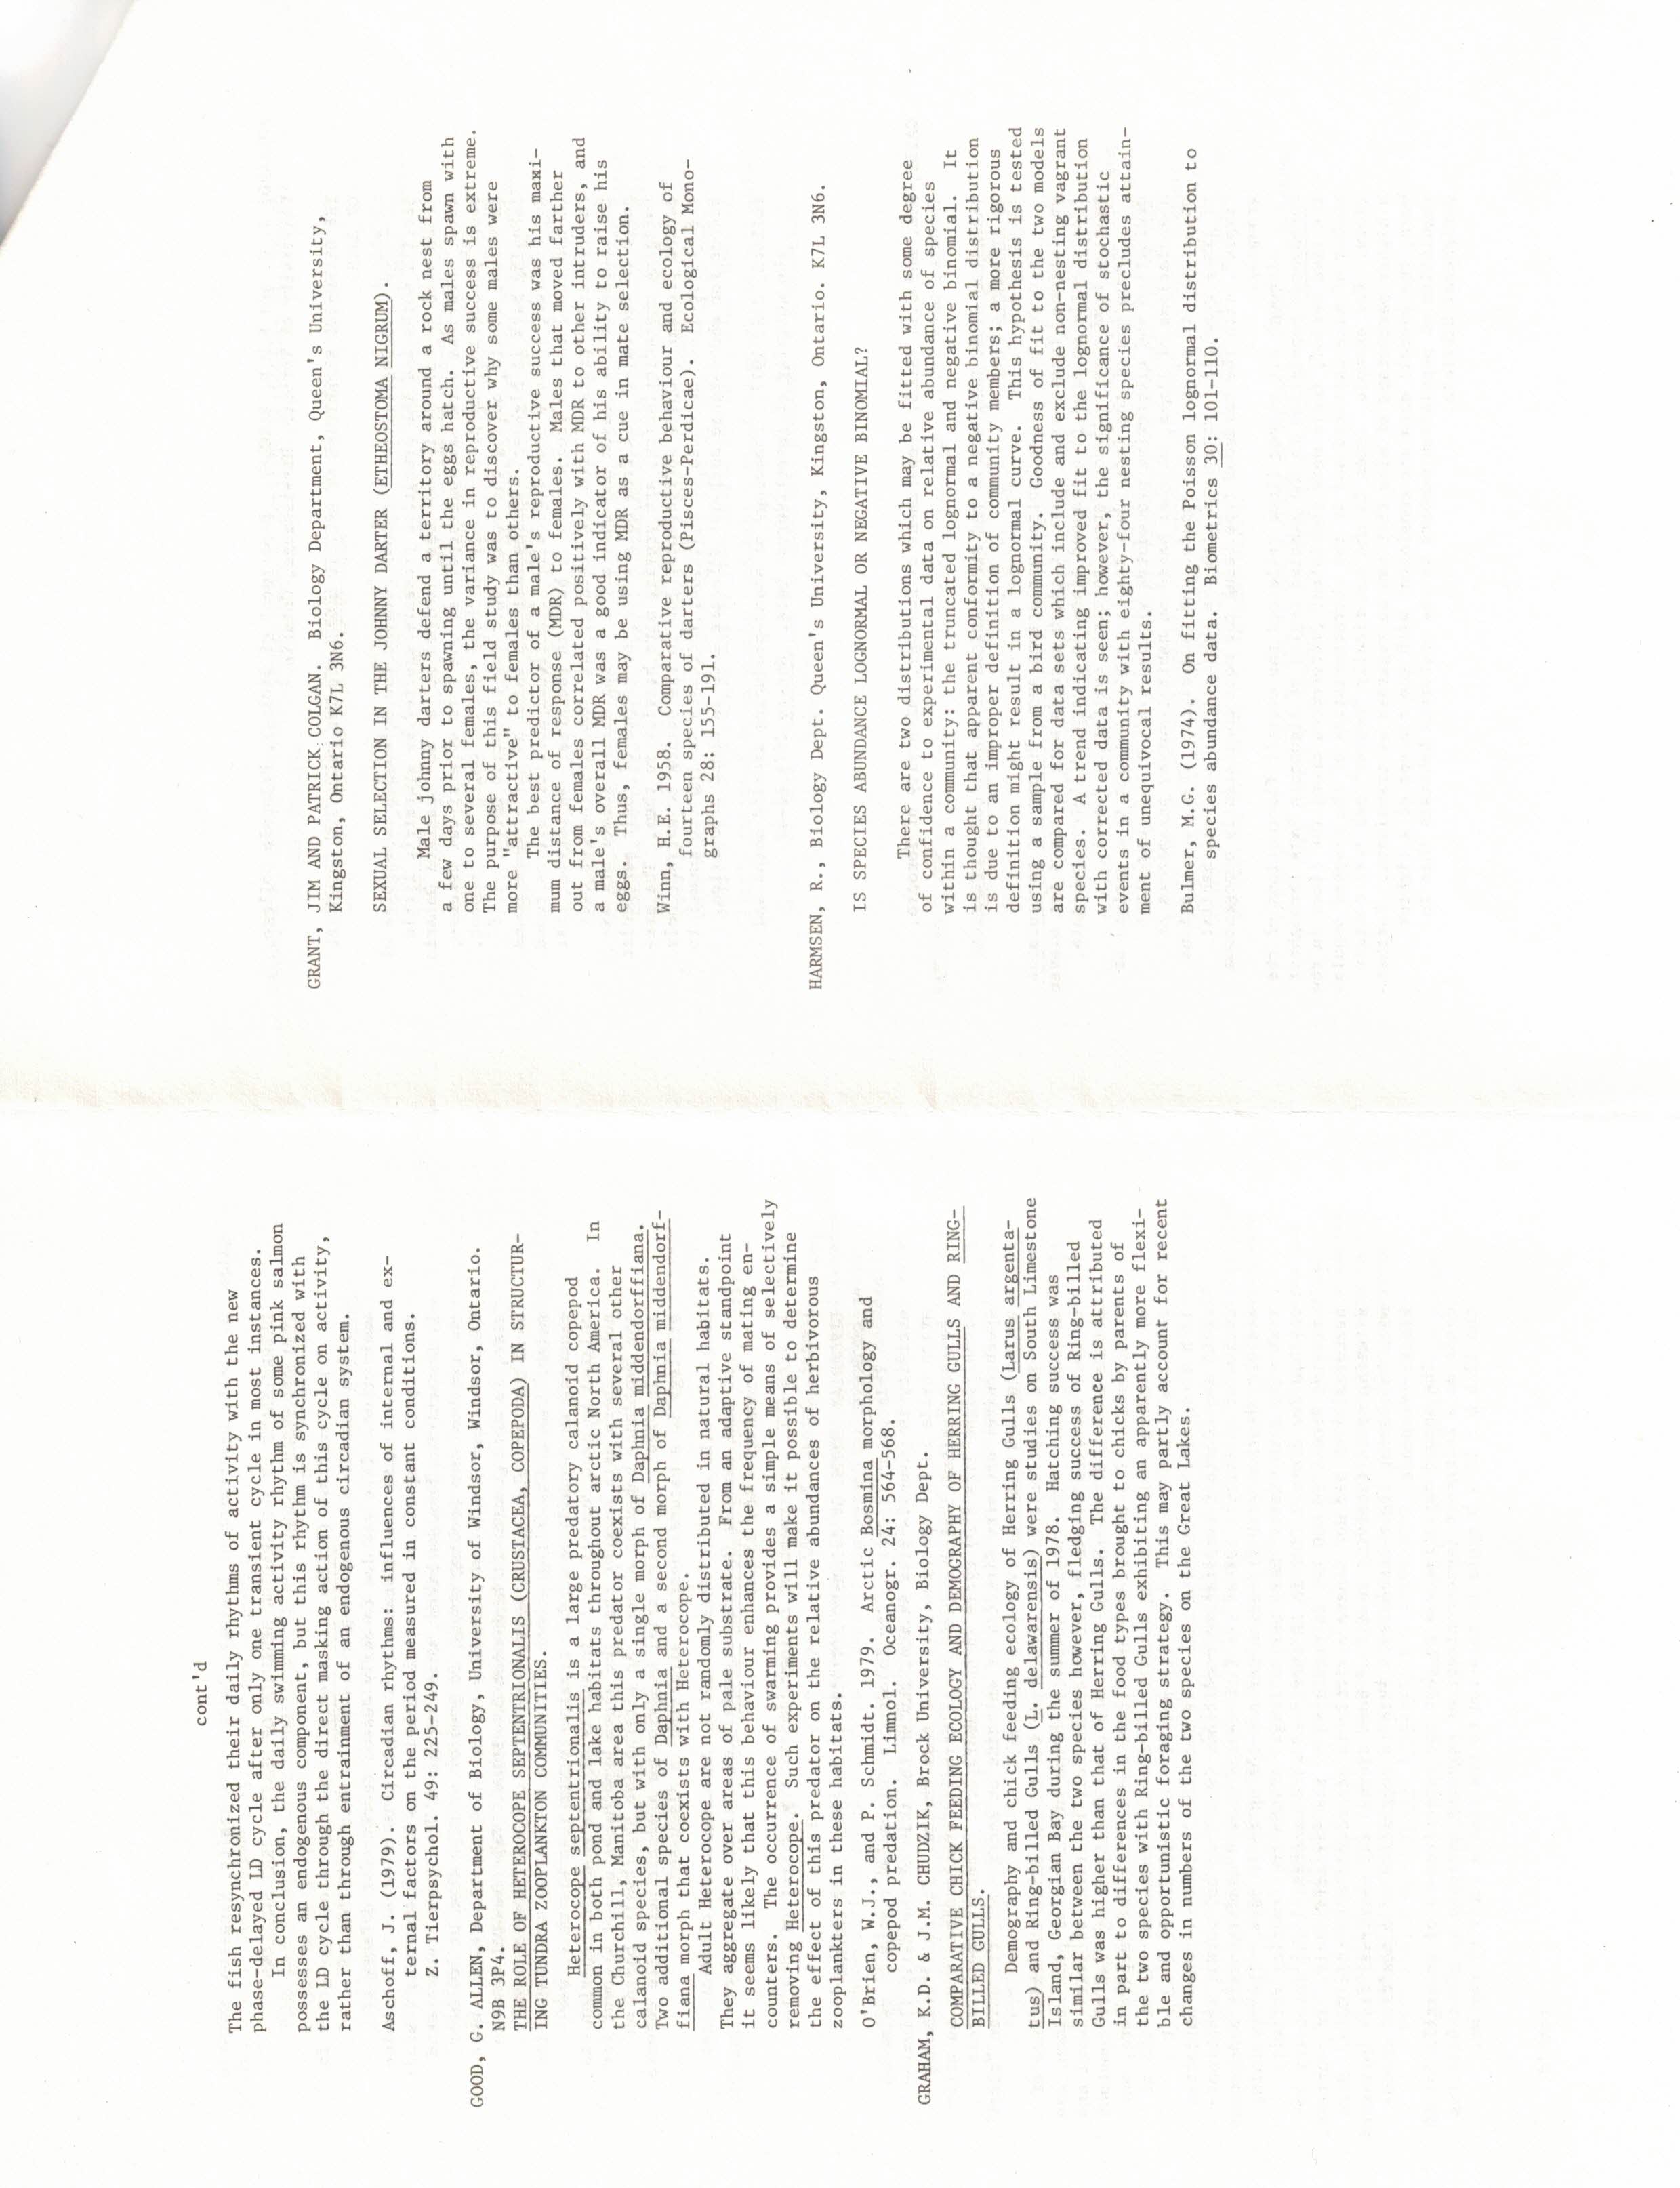 cont'd
The fish resynchronized their daily rhythms of activity with the new
phase-delayed LD cycle after only one transient cycle in most instances.
In conclusion, the daily swimming activity rhythm of some pink salmon
possesses an endogenous component, but this rhythm is synchronized with
the LD cycle through the direct masking action of this cycle on activity,
rather than through entrainment of an endogenous circadian system.
Aschoff, J. (1979). Circadian rhythms: influences of internal and ex-
ternal factors on the period measured in constant conditions.
Z. Tierpsychol. 49: 225-249.
GOOD, G. ALLEN, Department of Biology, University of Windsor, Windsor, Ontario.
N9B 3P4.
THE ROLE OF HETEROCOPE SEPTENTRIONALIS (CRUSTACEA, COPEPODA) IN STRUCTUR-
ING TUNDRA ZOOPLANKTON COMMUNITIES.
Heterocope septentrionalis is a large predatory calanoid copepod
common in both pond and lake habitats throughout arctic North America. In
the Churchill, Manitoba area this predator coexists with several other
calanoid species, but with only a single morph of Daphnia middendorffiana.
Two additional species of Daphnia and a second morph of Daphnia middendorf-
fiana morph that coexists with Heterocope.
Adult Heterocope are not randomly distributed in natural habitats.
They aggregate over areas of pale substrate. From an adaptive standpoint
it seems likely that this behaviour enhances the frequency of mating en-
counters. The occurrence of swarming provides a simple means of selectively
removing Heterocope. Such experiments will make it possible to determine
the effect of this predator on the relative abundances of herbivorous
zooplankters in these habitats.
O'Brien, W.J., and P. Schmidt. 1979. Arctic Bosmina morphology and
copepod predation. Limnol. Oceanogr. 24: 564-568.
GRAHAM, K.D. & J.M. CHUDZIK, Brock University, Biology Dept.
COMPARATIVE CHICK FEEDING ECOLOGY AND DEMOGRAPHY OF HERRING GULLS AND RING-
BILLED GULLS.
Demography and chick feeding ecology of Herring Gulls (Larus argenta-
tus) and Ring-billed Gulls (L. delawarensis) were studies on South Limestone
Island, Georgian Bay during the summer of 1978. Hatching success was
similar between the two species however, fledging success of Ring-billed
Gulls was higher than that of Herring Gulls. The difference is attributed
in part to differences in the food types brought to chicks by parents of
the two species with Ring-billed Gulls exhibiting an apparently more flexi-
ble and opportunistic foraging strategy. This may partly account for recent
changes in numbers of the two species on the Great Lakes.
GRANT, JIM AND PATRICK COLGAN. Biology Department, Queen's University,
Kingston, Ontario K7L 3N6.
SEXUAL SELECTION IN THE JOHNNY DARTER (ETHEOSTOMA NIGRUM).
Male johnny darters defend a territory around a rock nest from
a few days prior to spawning until the eggs hatch. As males spawn with
one to several females, the variance in reproductive success is extreme.
The purpose of this field study was to discover why some males were
more "attractive" to females than others.
The best predictor of a male's reproductive success was his maxi-
mum distance of response (MDR) to females. Males that moved farther
out from females correlated positively with MDR to other intruders, and
a male's overall MDR was a good indicator of his ability to raise his
eggs. Thus, females may be using MDR as a cue in mate selection.
Winn, H.E. 1958. Comparative reproductive behaviour and ecology of
fourteen species of darters (Pisces-Perdicae). Ecological Mono-
graphs 28: 155-191.
HARMSEN, R., Biology Dept. Queen's University, Kingston, Ontario. K7L 3N6.
IS SPECIES ABUNDANCE LOGNORMAL OR NEGATIVE BINOMIAL?
There are two distributions which may be fitted with some degree
of confidence to experimental data on relative abundance of species
within a community: the truncated lognormal and negative binomial. It
is thought that apparent conformity to a negative binomial distribution
is due to an improper definition of community members; a more rigorous
definition might result in a lognormal curve. This hypothesis is tested
using a sample from a bird community. Goodness of fit to the two models
are compared for data sets which include and exclude non-nesting vagrant
species. A trend indicating improved fit to the lognormal distribution
with corrected data is seen; however, the significance of stochastic
events in a community with eighty-four nesting species precludes attain-
ment of unequivocal results.
Bulmer, M.G. (1974). On fitting the Poisson lognormal distribution to
species abundance data. Biometrics 30: 101-110.